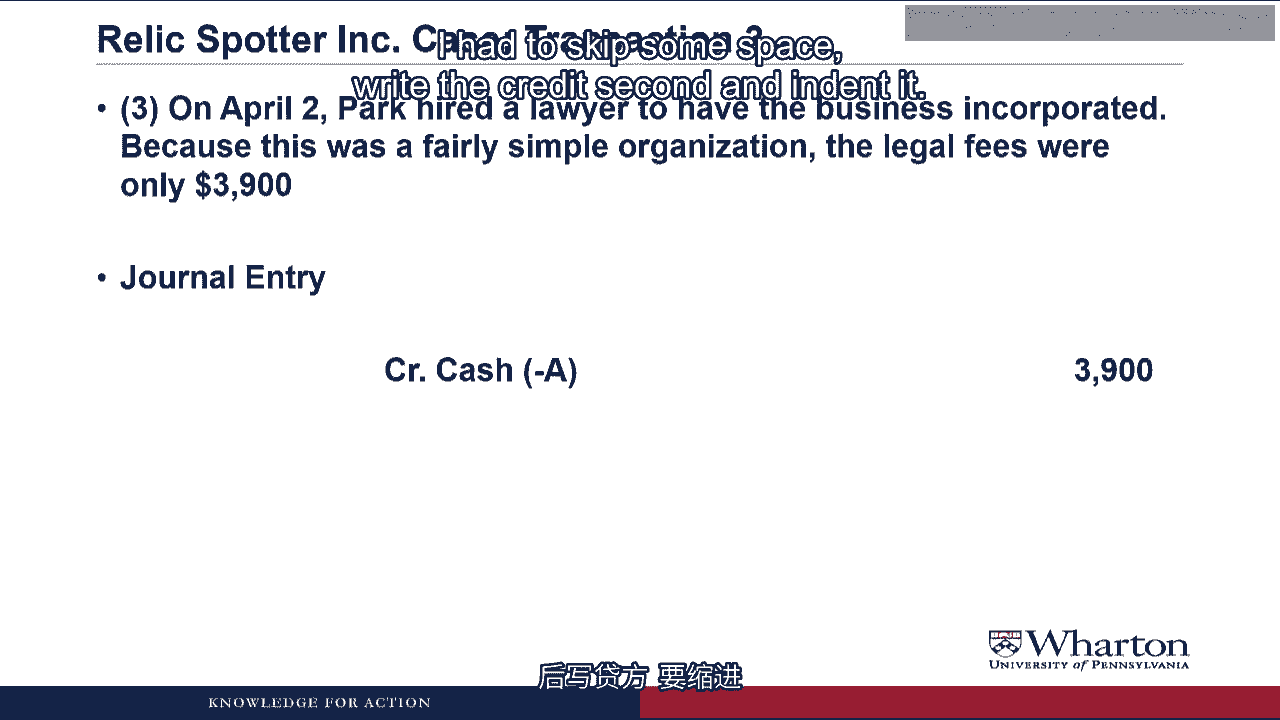 Relic Spotter Inc. Case: Transaction 3
I had to skip some space,
write the credit second and indent it.
• (3) On April 2, Park hired a lawyer to have the business incorporated.
Because this was a fairly simple organization, the legal fees were
only $3,900
• Journal Entry
Cr. Cash (-A) 3,900
Wharton
UNIVERSITY of PENNSYLVANIA
后写贷方 要缩进
KNOWLEDGE FOR ACTION